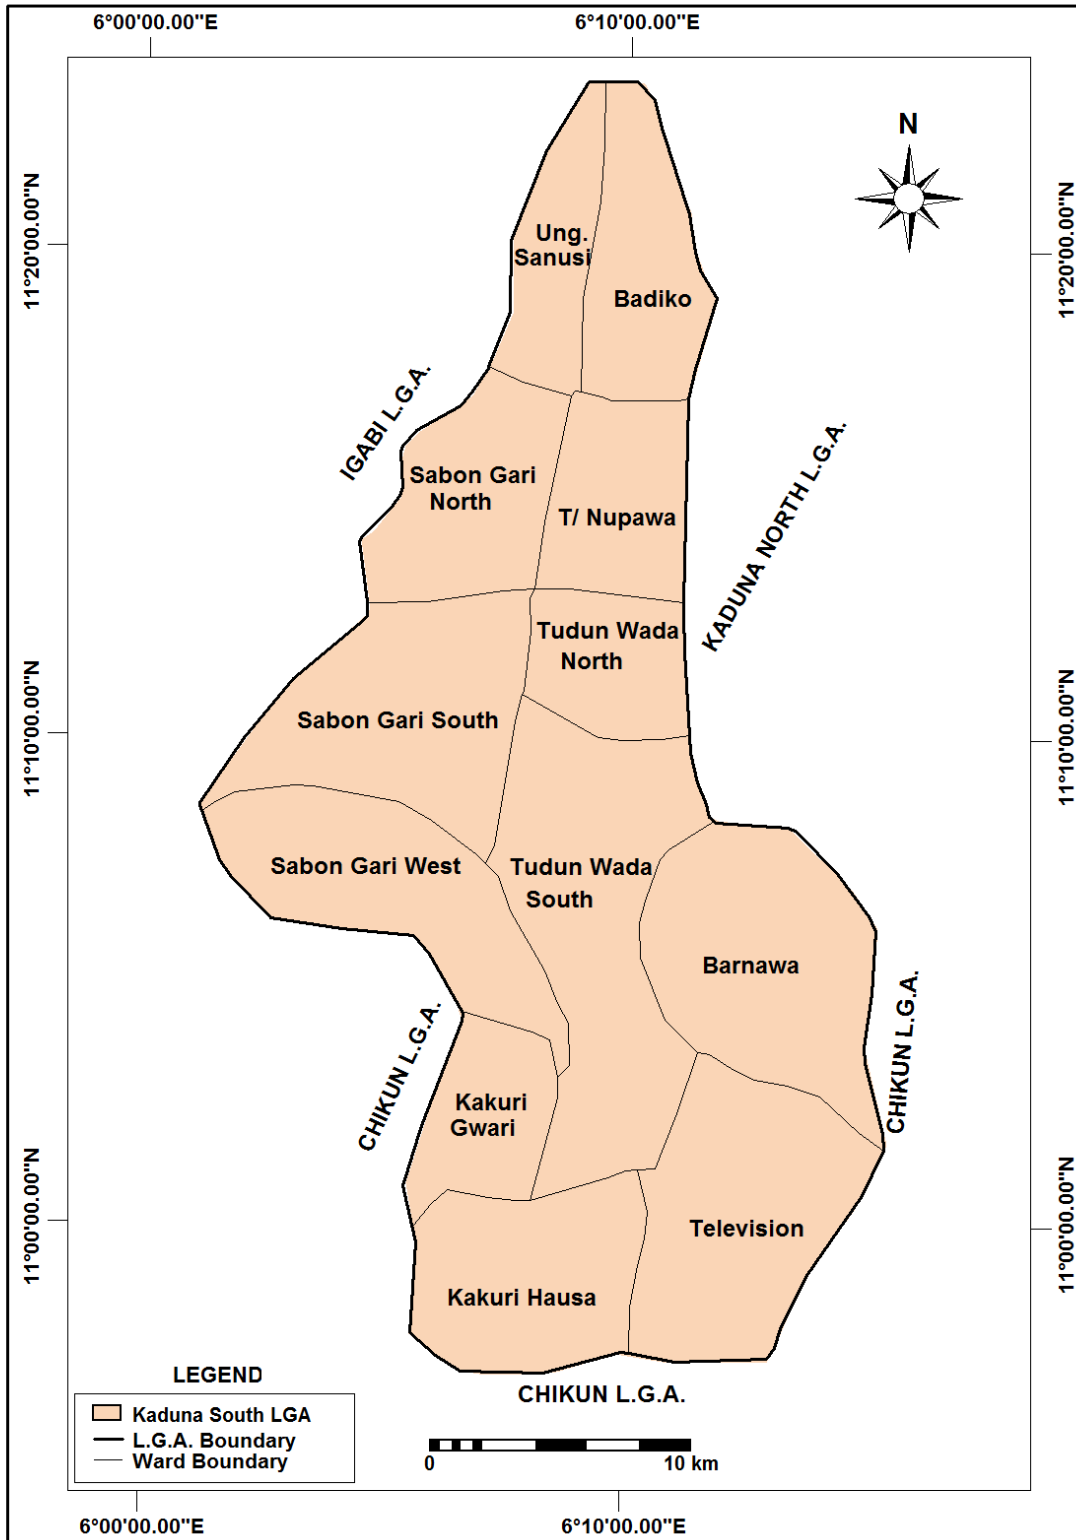 6°00'00.00"E
6°10'00.00"E
N
11°20'00.00"N
11°20'00.00"N
Ung.
Sanusi
Badiko
IGABI L.G.A.
Sabon Gari
North
T/ Nupawa
KADUNA NORTH L.G.A.
Tudun Wada
North
Sabon Gari South
11°10'00.00"N
11°10'00.00"N
Sabon Gari West
Tudun Wada
South
Barnawa
CHIKUN L.G.A.
CHIKUN L.G.A.
Kakuri
Gwari
11°00'00.00"N
11°00'00.00"N
Television
Kakuri Hausa
LEGEND
Kaduna South LGA
L.G.A. Boundary
Ward Boundary
CHIKUN L.G.A.
0
10 km
6°00'00.00"E
6°10'00.00"E